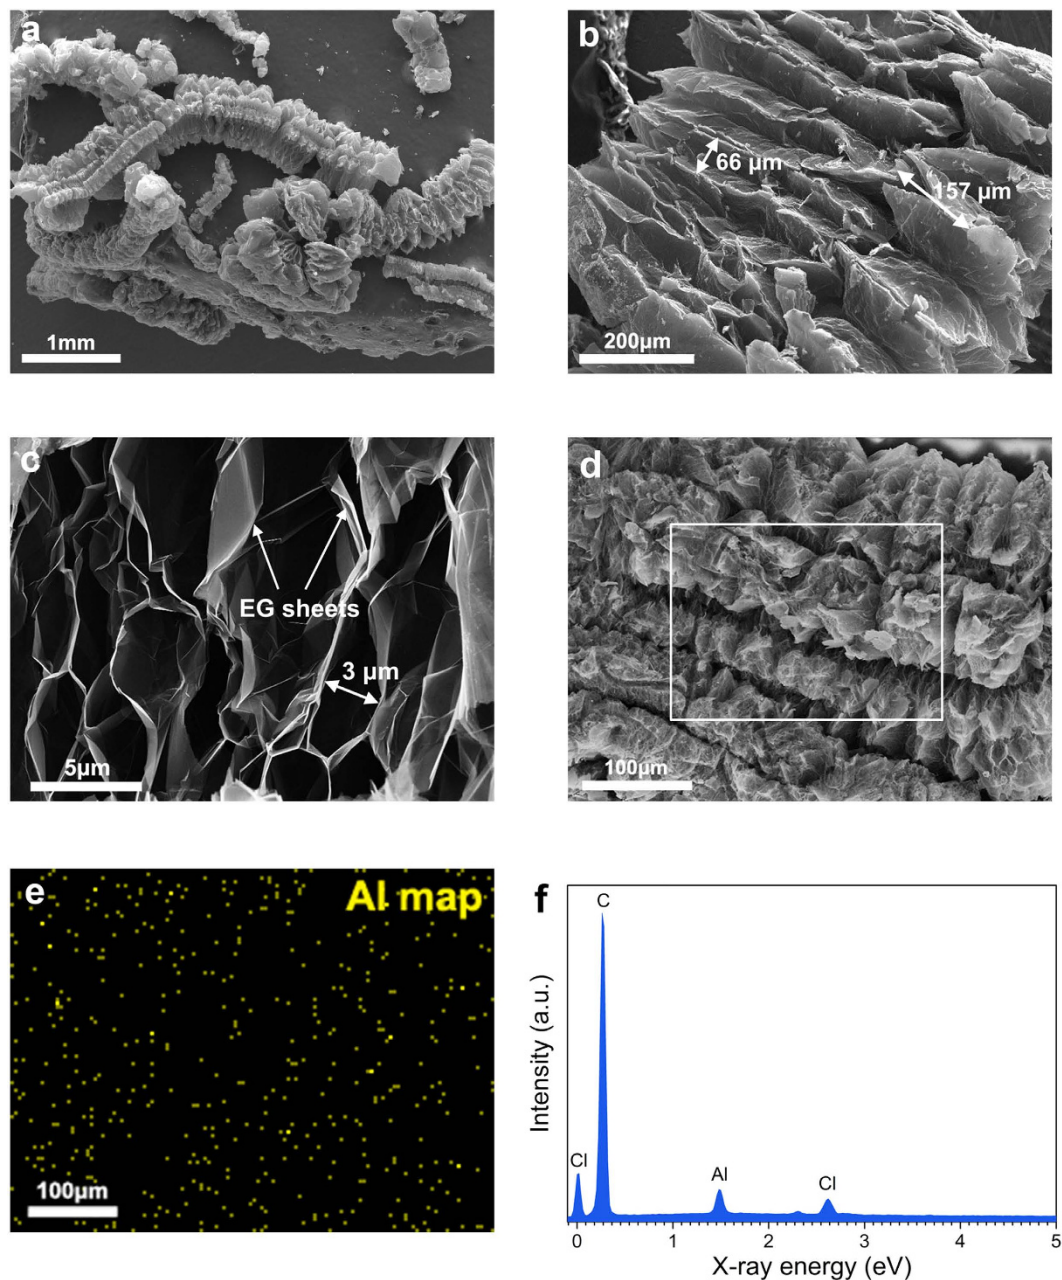 a
1mm
b
66 µm
157 µm
200µm
c
EG sheets
3 µm
5µm
d
100µm
e
Al map
100µm
f
C
Cl
Al
Cl
Intensity (a.u.)
0 1 2 3 4 5
X-ray energy (eV)